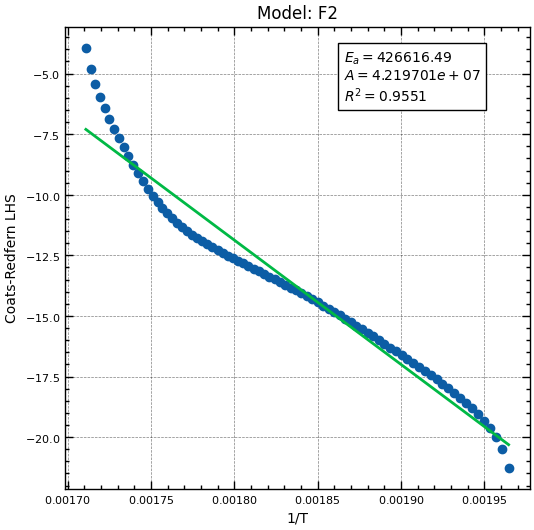 Model: F2
Eₐ = 426616.49
A = 4.219701e + 07
R² = 0.9551
Coats-Redfern LHS
−5.0
−7.5
−10.0
−12.5
−15.0
−17.5
−20.0
0.00170 0.00175 0.00180 0.00185 0.00190 0.00195
1/T